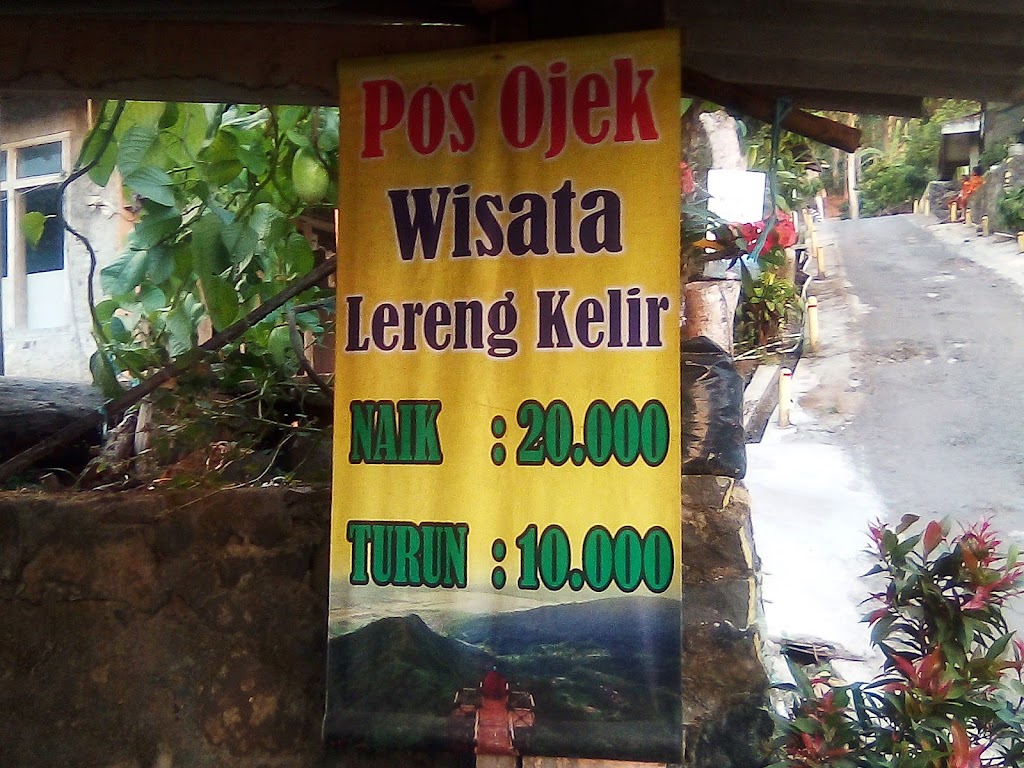 Pos Ojek
Wisata
Lereng Kelir
NAIK : 20.000
TURUN : 10.000